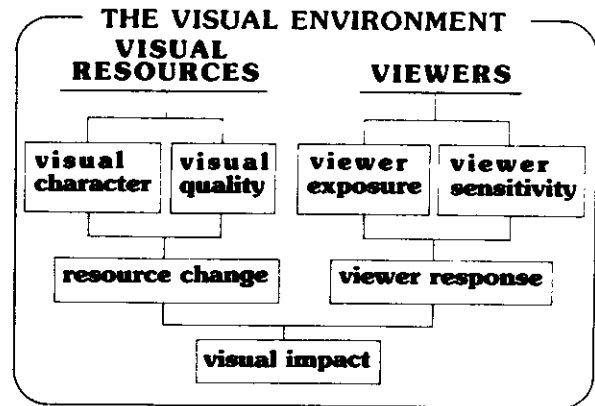 THE VISUAL ENVIRONMENT
VISUAL
RESOURCES
VIEWERS
visual
character
visual
quality
viewer
exposure
viewer
sensitivity
resource change
viewer response
visual impact